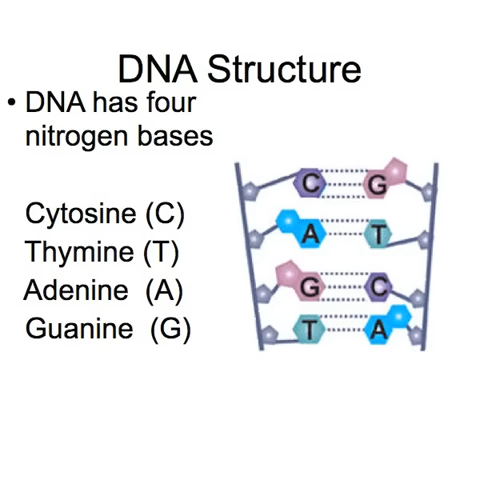 DNA Structure
• DNA has four
nitrogen bases
Cytosine (C)
Thymine (T)
Adenine (A)
Guanine (G)
C G
A T
G C
T A